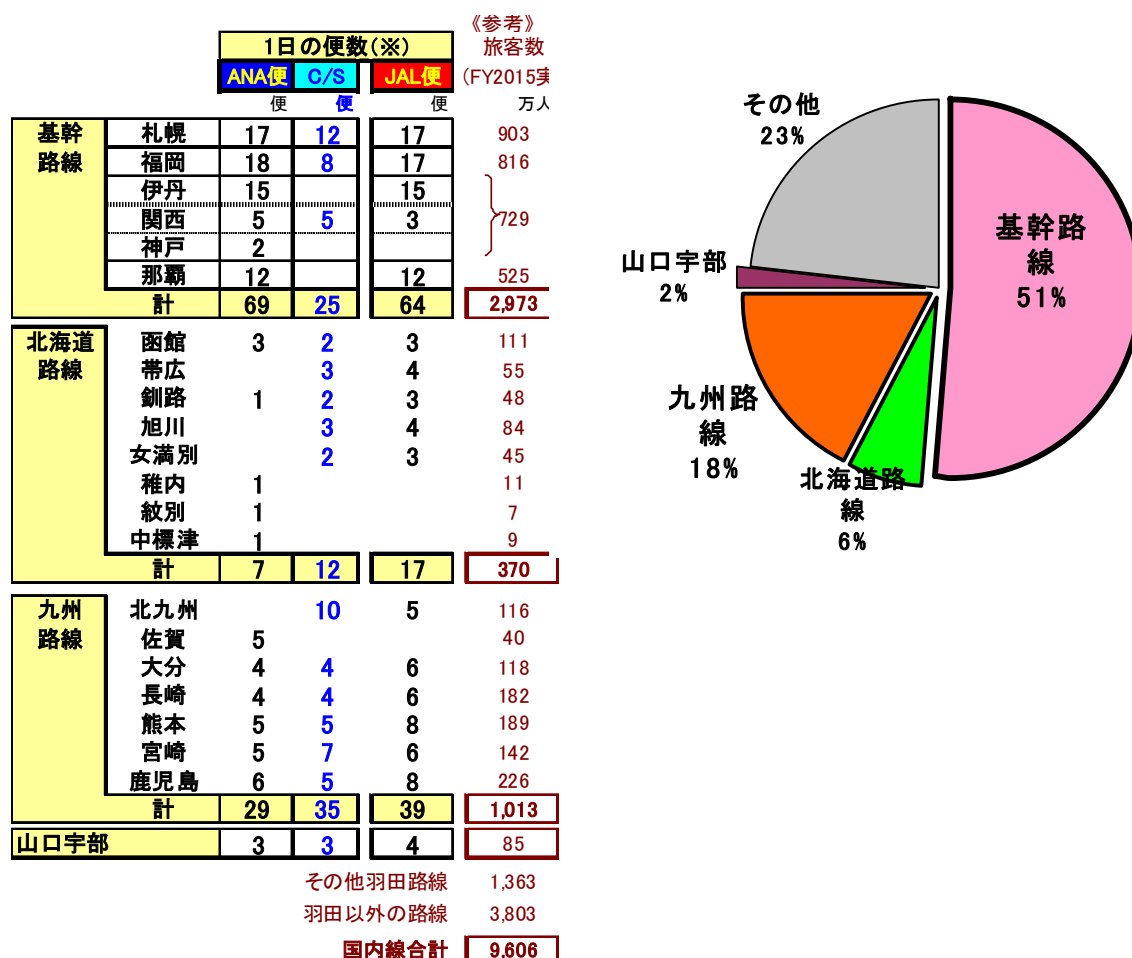 《参考》
1日の便数(※) 旅客数
ANA便 C/S JAL便 (FY2015実
便 便 便 万人
基幹 札幌 17 12 17 903
路線 福岡 18 8 17 816
伊丹 15 15
関西 5 5 3 729
神戸 2
那覇 12 12 525
計 69 25 64 2,973
北海道 函館 3 2 3 111
路線 帯広 3 4 55
釧路 1 2 3 48
旭川 3 4 84
女満別 2 3 45
稚内 1 11
紋別 1 7
中標津 1 9
計 7 12 17 370
九州 北九州 10 5 116
路線 佐賀 5 40
大分 4 4 6 118
長崎 4 4 6 182
熊本 5 5 8 189
宮崎 5 7 6 142
鹿児島 6 5 8 226
計 29 35 39 1,013
山口宇部 3 3 4 85
その他羽田路線 1,363
羽田以外の路線 3,803
国内線合計 9,606
その他
23%
基幹路
線
51%
山口宇部
2%
九州路
線
18%
北海道路
線
6%